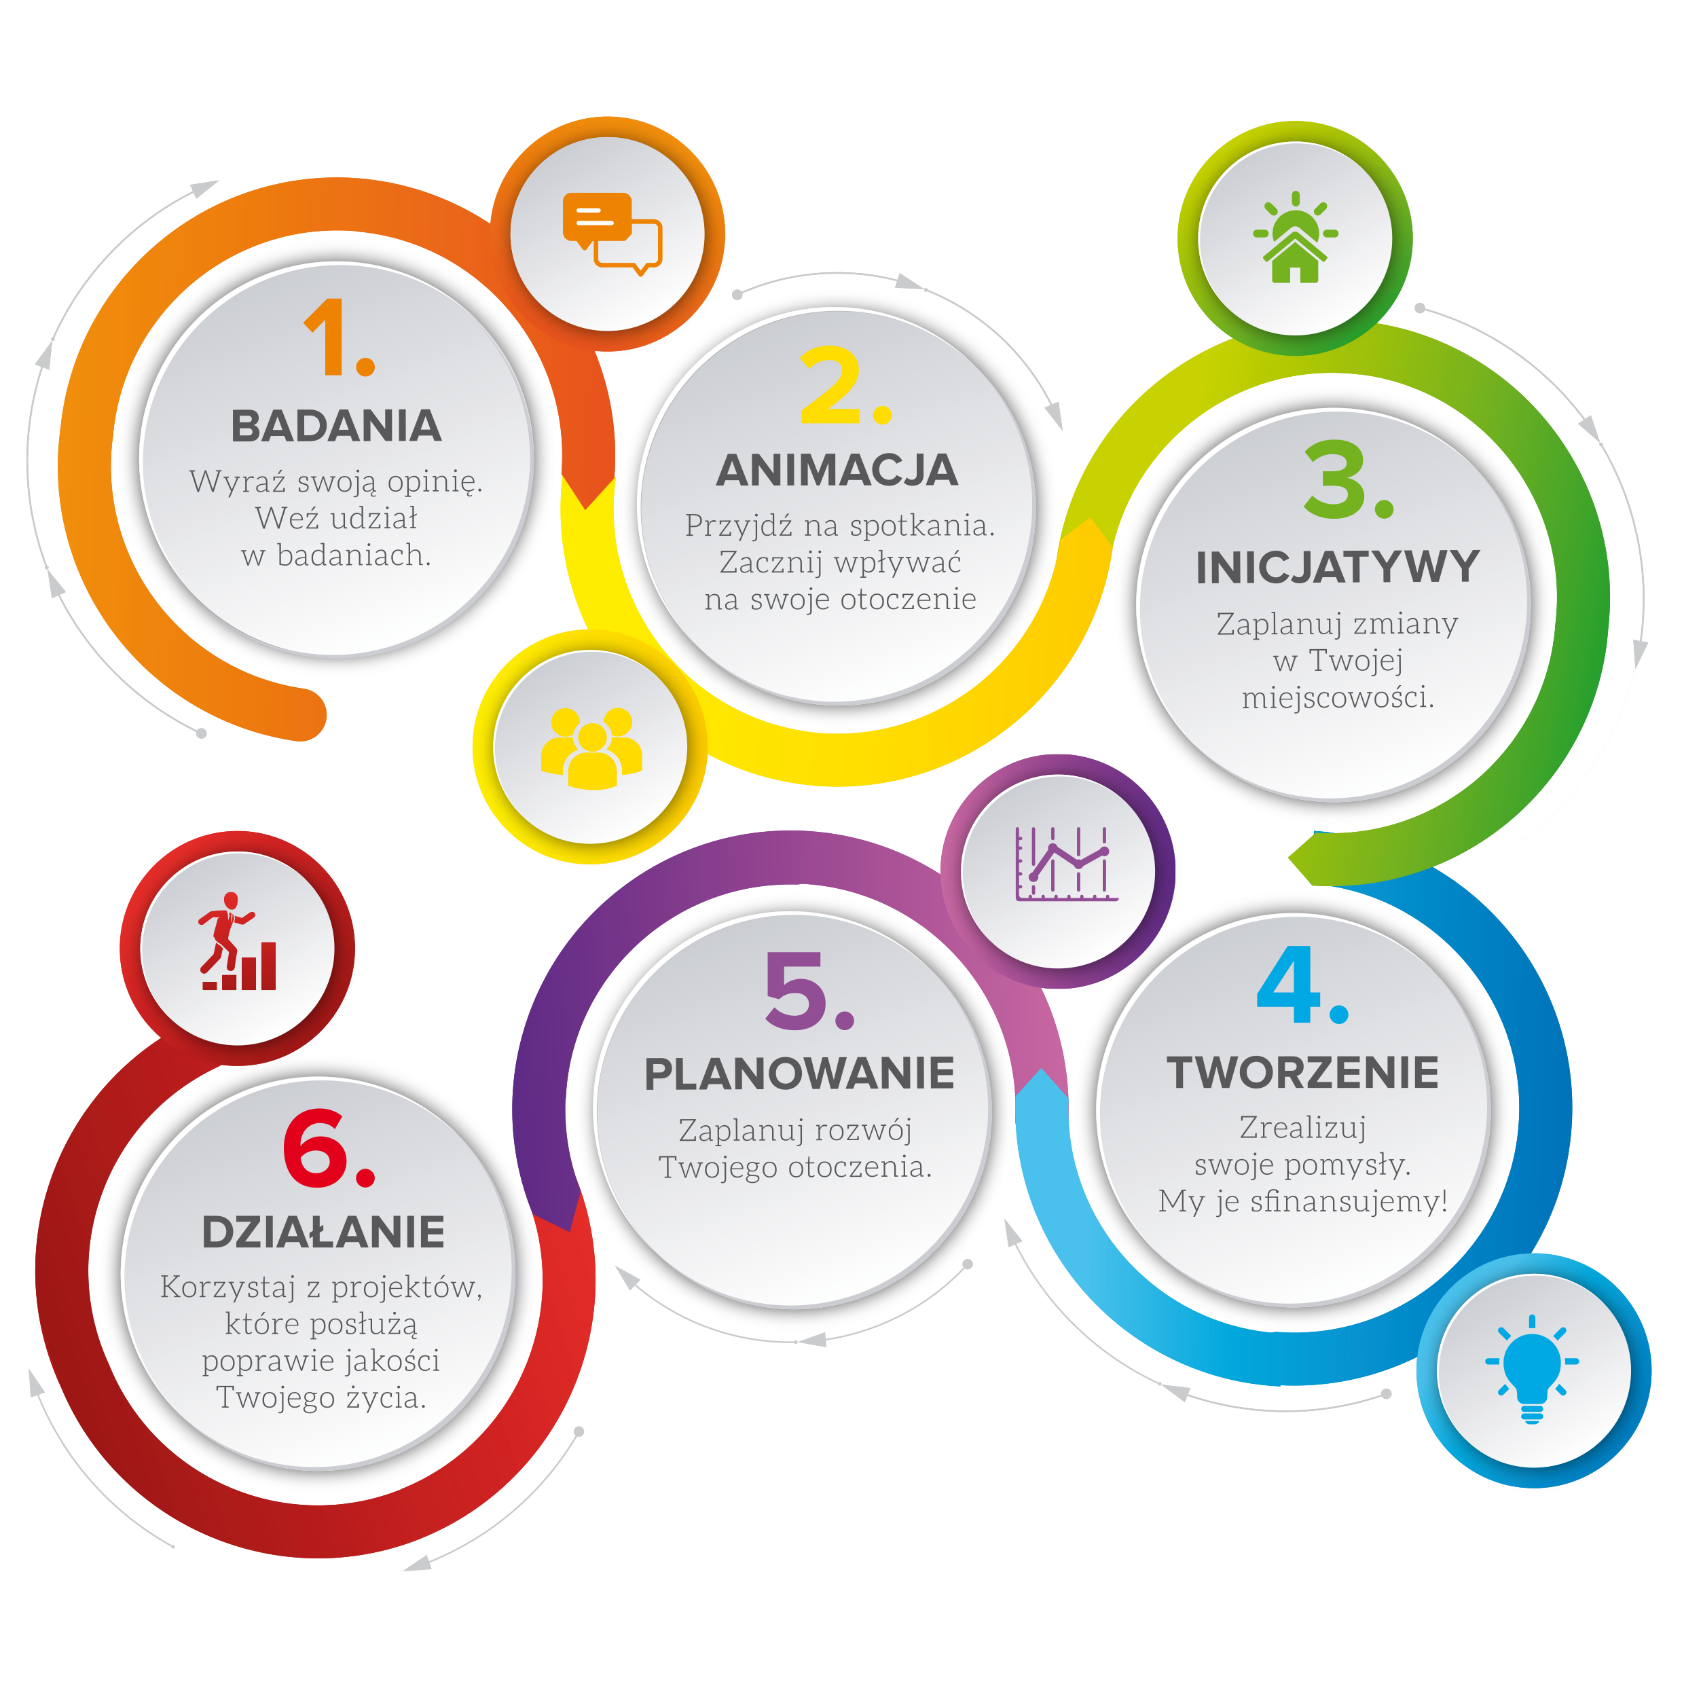 1.
BADANIA
Wyraź swoją opinię.
Weź udział
w badaniach.
2.
ANIMACJA
Przyjdź na spotkania.
Zacznij wpływać
na swoje otoczenie
3.
INICJATYWY
Zaplanuj zmiany
w Twojej
miejscowości.
4.
TWORZENIE
Zrealizuj
swoje pomysły.
My je sfinansujemy!
5.
PLANOWANIE
Zaplanuj rozwój
Twojego otoczenia.
6.
DZIAŁANIE
Korzystaj z projektów,
które posłużą
poprawie jakości
Twojego życia.